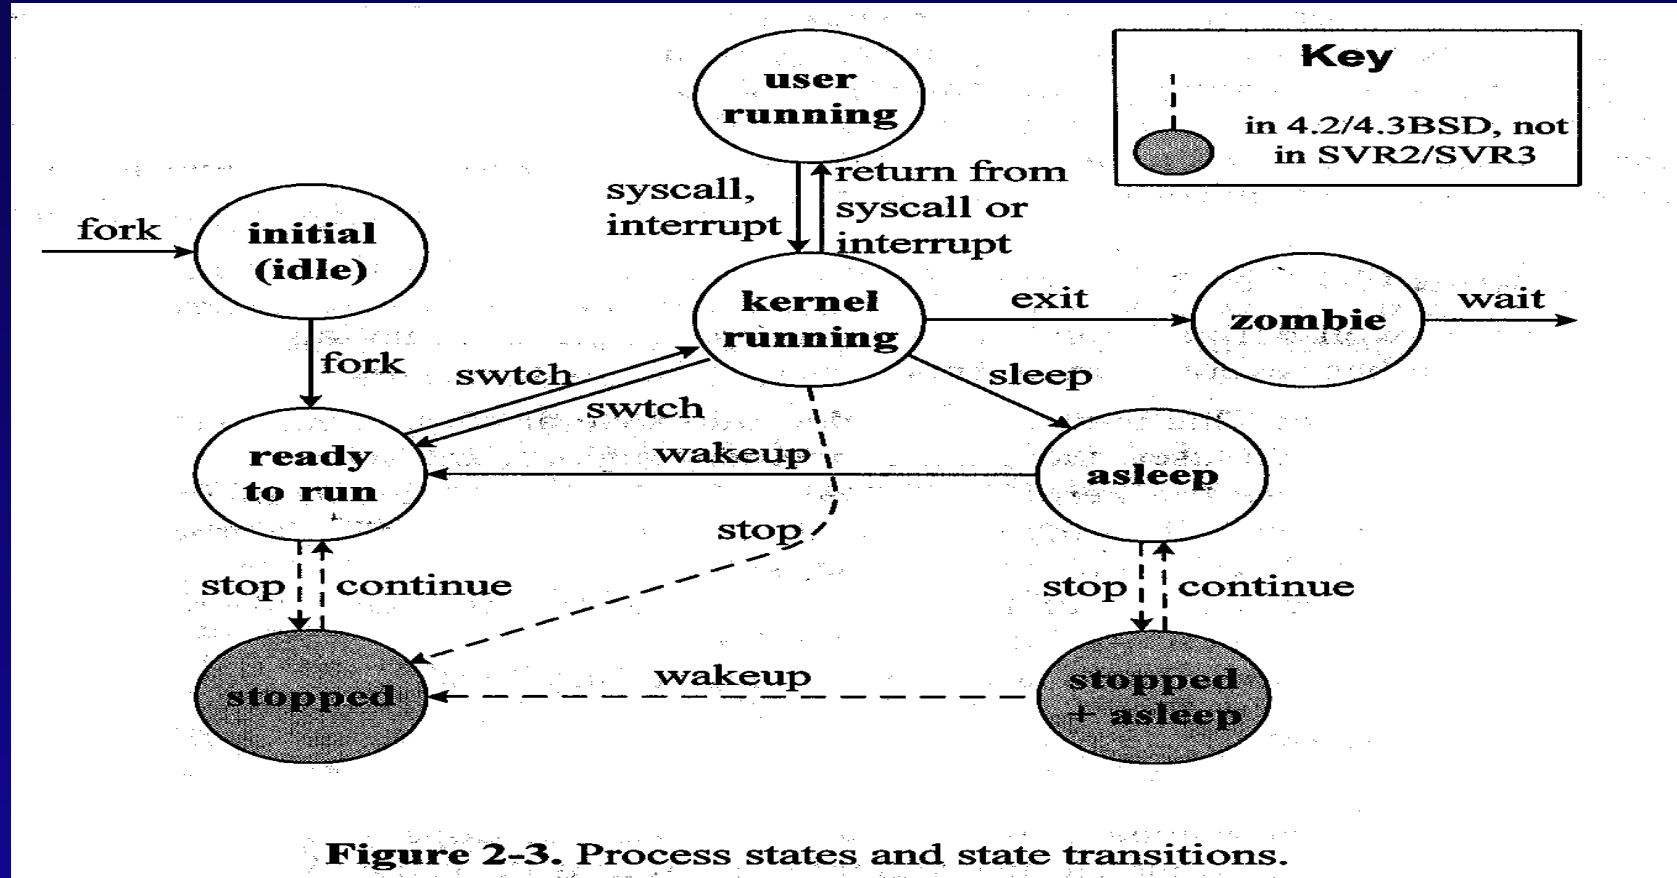 user
running
Key
in 4.2/4.3BSD, not
in SVR2/SVR3
syscall,
interrupt
return from
syscall or
interrupt
fork
initial
(idle)
kernel
running
exit
zombie
wait
fork
swtch
swtch
sleep
ready
to run
wakeup
asleep
stop
stop
continue
stop
continue
stopped
wakeup
stopped
+ asleep
Figure 2-3. Process states and state transitions.